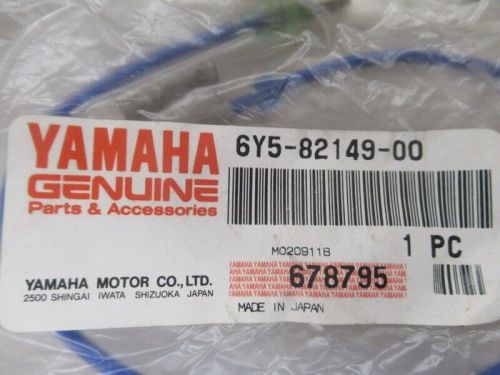 YAMAHA
GENUINE
Parts & Accessories
6Y5-82149-00
M020911B
1 PC
678795
YAMAHA MOTOR CO., LTD.
2500 SHINGAI IWATA SHIZUOKA JAPAN
MADE IN JAPAN